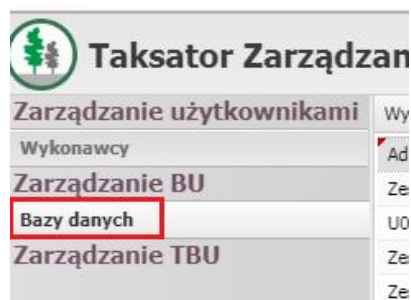 Taksator Zarządzan
Zarządzanie użytkownikami
Wy
Wykonawcy
Ad
Zarządzanie BU
Ze
Bazy danych
U0
Zarządzanie TBU
Ze
Ze